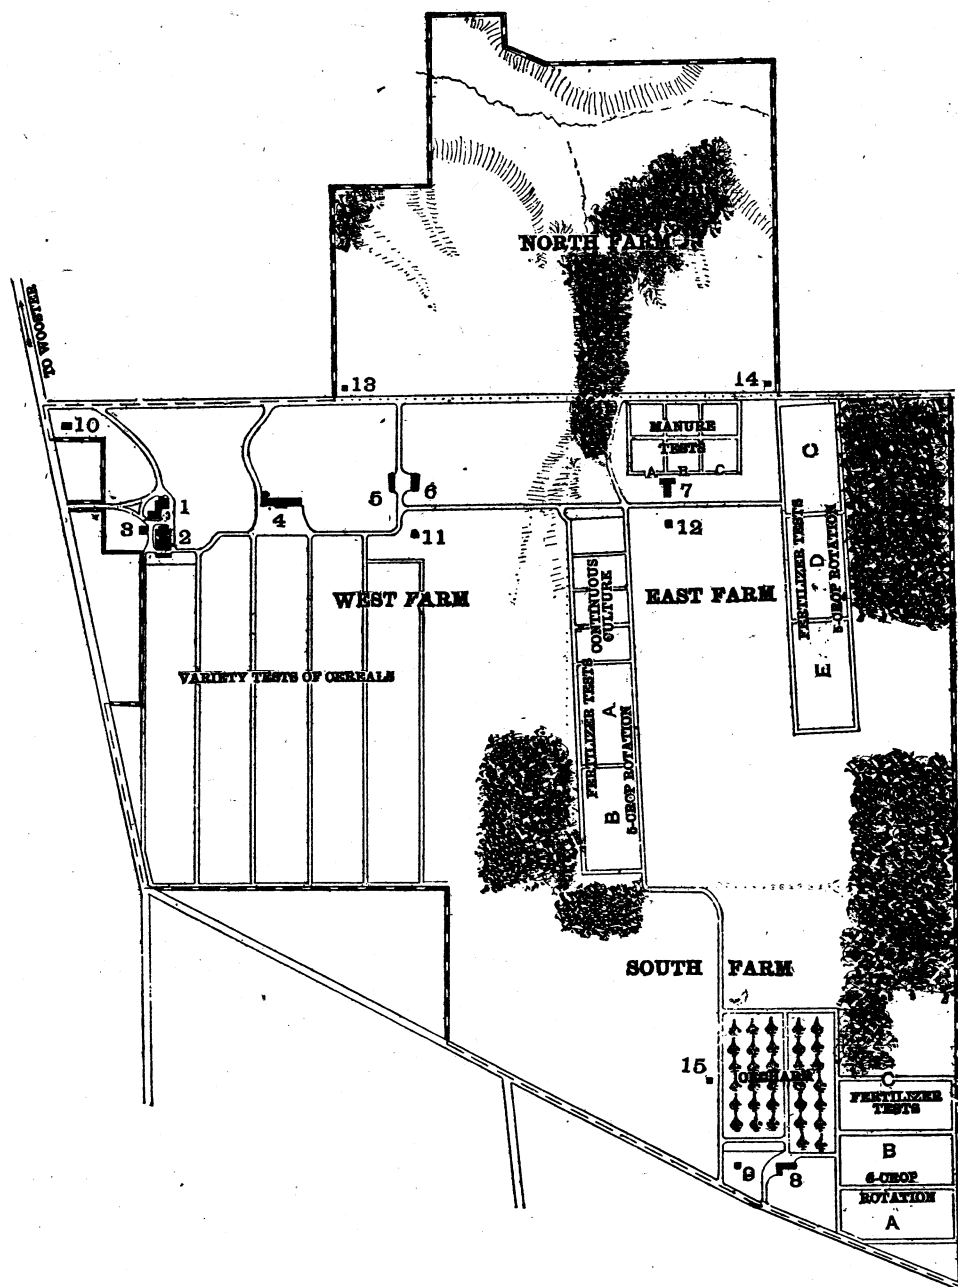 NORTH FARM
TO WOOSTER
13
14
10
MANURE
TESTS
A B C
C
5
6
7
1
4
3
2
11
12
FERTILIZER TESTS
5-CROP ROTATION
D
E
WEST FARM
CONTINUOUS
CULTURE
EAST FARM
VARIETY TESTS OF CEREALS
FERTILIZER TESTS
5-CROP ROTATION
A
B
SOUTH FARM
15
ORCHARD
C
FERTILIZER
TESTS
B
6-CROP
ROTATION
A
9
8